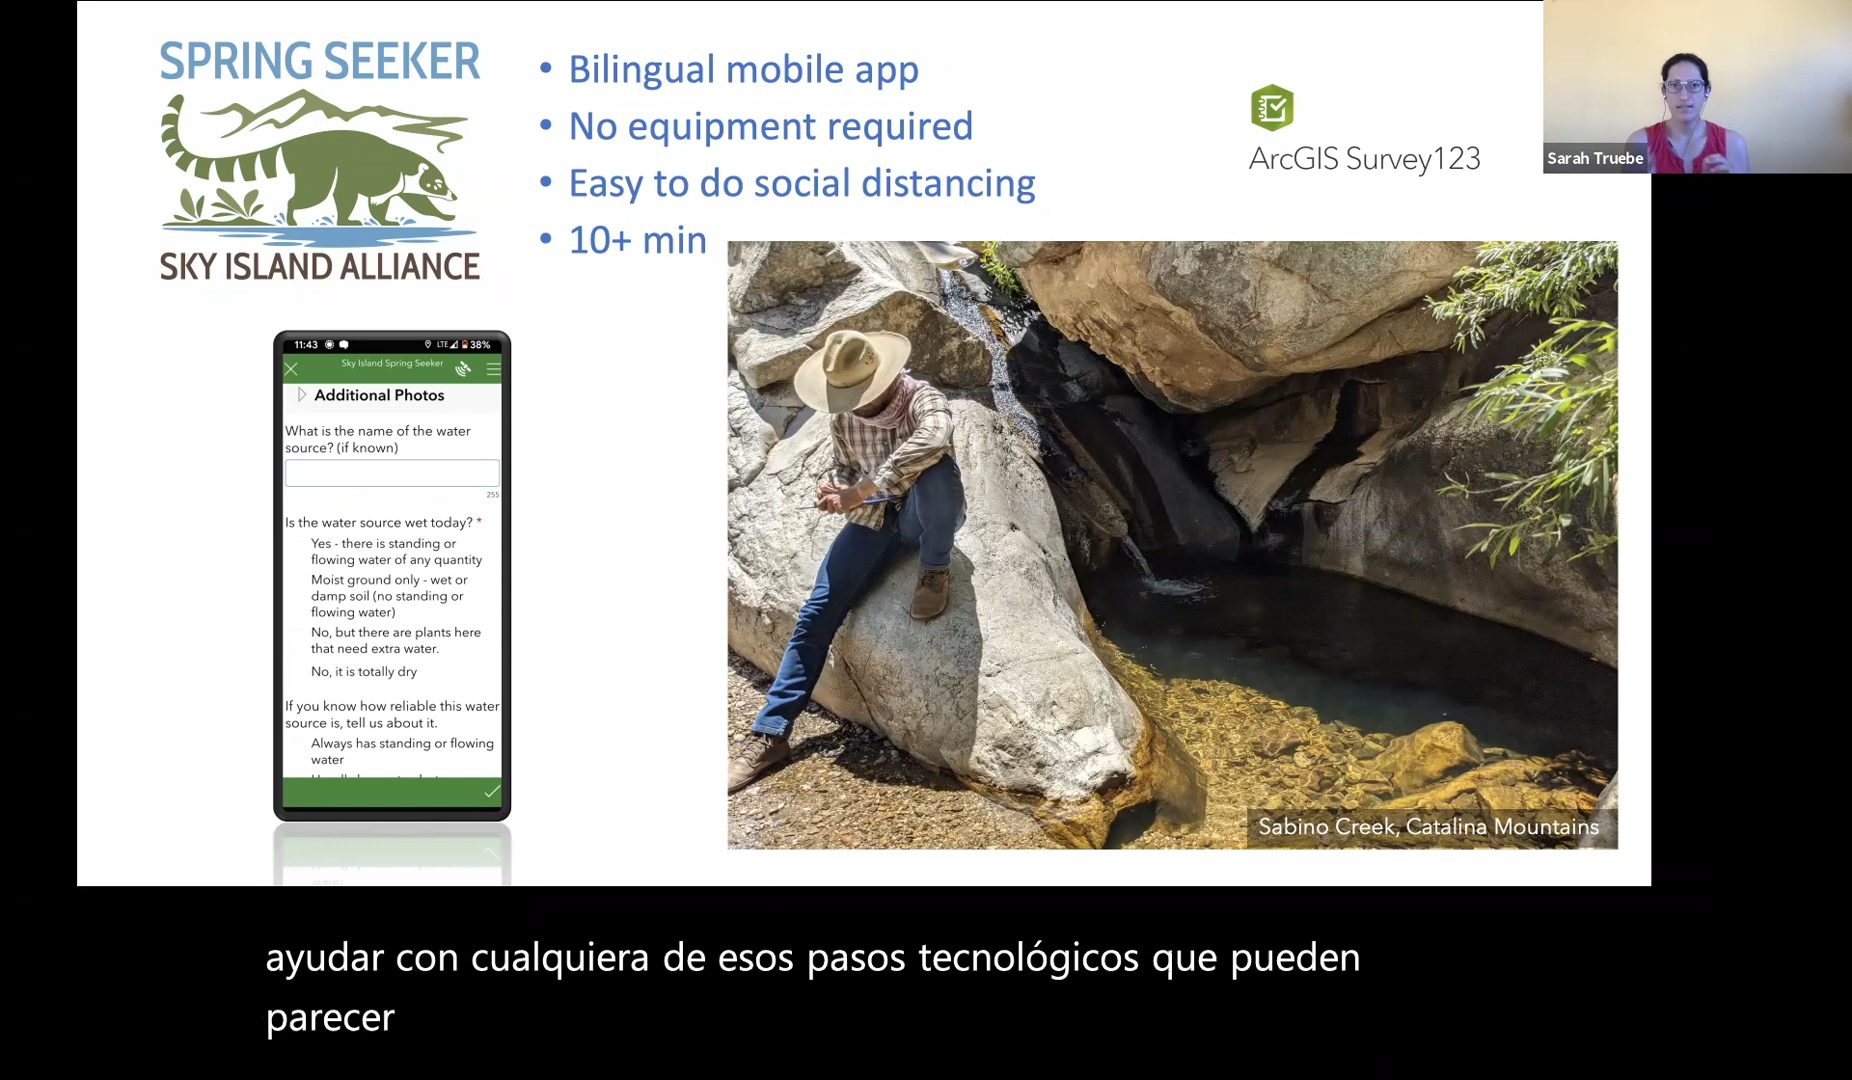 SPRING SEEKER
SKY ISLAND ALLIANCE
• Bilingual mobile app
• No equipment required
• Easy to do social distancing
• 10+ min
ArcGIS Survey123
Sarah Truebe
11:43
LTE 38%
Sky Island Spring Seeker
Additional Photos
What is the name of the water
source? (if known)
255
Is the water source wet today? *
Yes - there is standing or
flowing water of any quantity
Moist ground only - wet or
damp soil (no standing or
flowing water)
No, but there are plants here
that need extra water.
No, it is totally dry
If you know how reliable this water
source is, tell us about it.
Always has standing or flowing
water
Sabino Creek, Catalina Mountains
ayudar con cualquiera de esos pasos tecnológicos que pueden
parecer